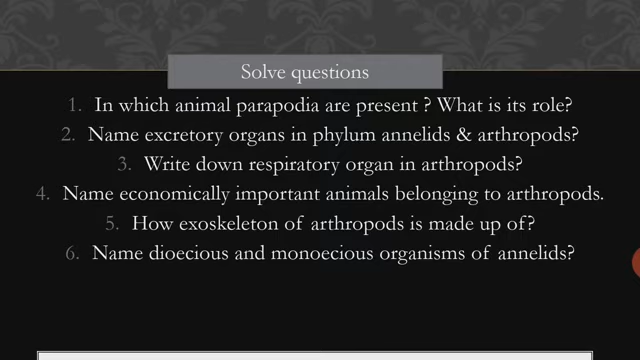 Solve questions
1. In which animal parapodia are present ? What is its role?
2. Name excretory organs in phylum annelids & arthropods?
3. Write down respiratory organ in arthropods?
4. Name economically important animals belonging to arthropods.
5. How exoskeleton of arthropods is made up of?
6. Name dioecious and monoecious organisms of annelids?